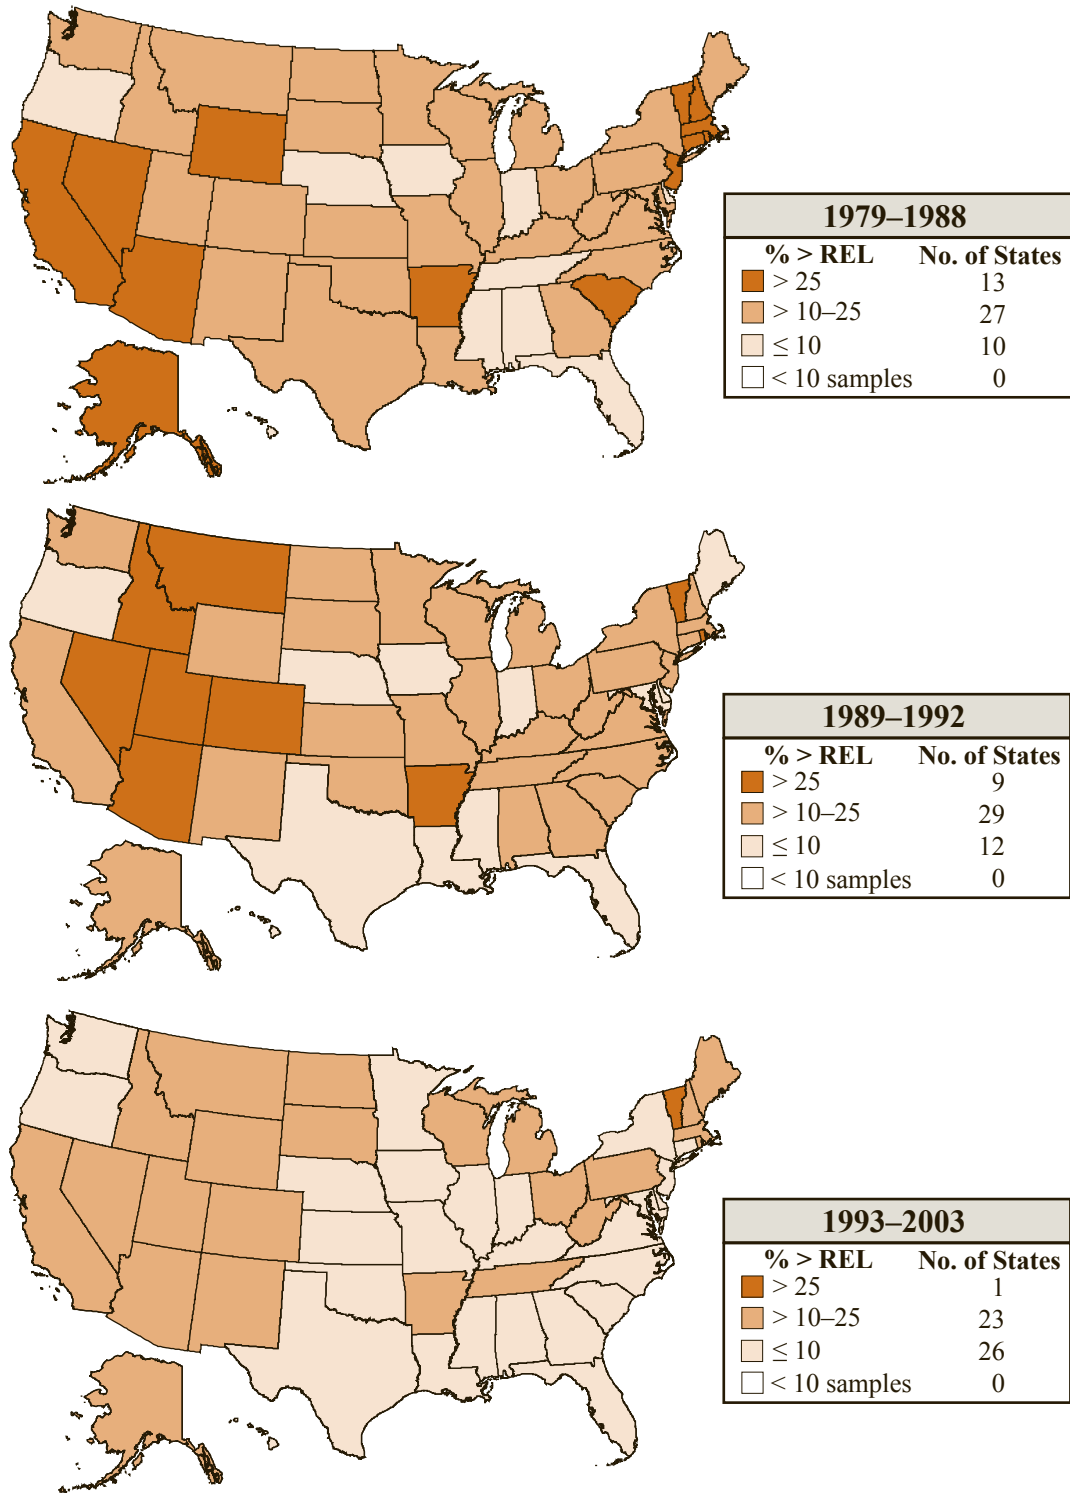 1979–1988
% > REL No. of States
> 25 13
> 10–25 27
≤ 10 10
< 10 samples 0
1989–1992
% > REL No. of States
> 25 9
> 10–25 29
≤ 10 12
< 10 samples 0
1993–2003
% > REL No. of States
> 25 1
> 10–25 23
≤ 10 26
< 10 samples 0